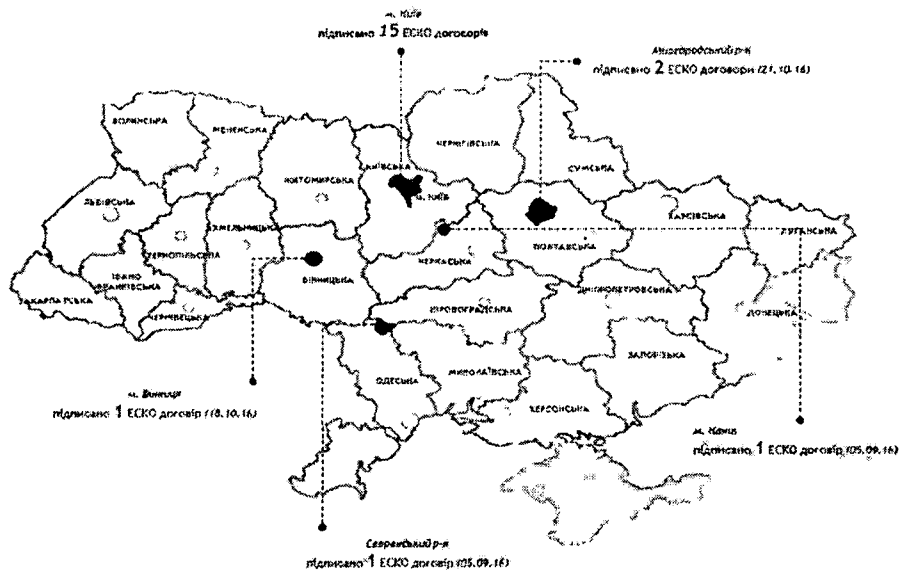 м. Київ
підписано 15 ЕСКО договорів
Миргородський р-н
підписано 2 ЕСКО договори (21.10.16)
ВОЛИНСЬКА
РІВНЕНСЬКА
ЖИТОМИРСЬКА
КИЇВСЬКА
м. КИЇВ
ЧЕРНІГІВСЬКА
СУМСЬКА
ЛЬВІВСЬКА
ТЕРНОПІЛЬСЬКА
ХМЕЛЬНИЦЬКА
ВІННИЦЬКА
ЧЕРКАСЬКА
ПОЛТАВСЬКА
ХАРКІВСЬКА
ЛУГАНСЬКА
ЗАКАРПАТСЬКА
ІВАНО
ФРАНКІВСЬКА
ЧЕРНІВЕЦЬКА
КІРОВОГРАДСЬКА
ДНІПРОПЕТРОВСЬКА
ДОНЕЦЬКА
ОДЕСЬКА
МИКОЛАЇВСЬКА
ЗАПОРІЗЬКА
ХЕРСОНСЬКА
м. Вінниця
підписано 1 ЕСКО договір (18.10.16)
м. Канів
підписано 1 ЕСКО договір (05.09.16)
Савранський р-н
підписано 1 ЕСКО договір (05.09.16)